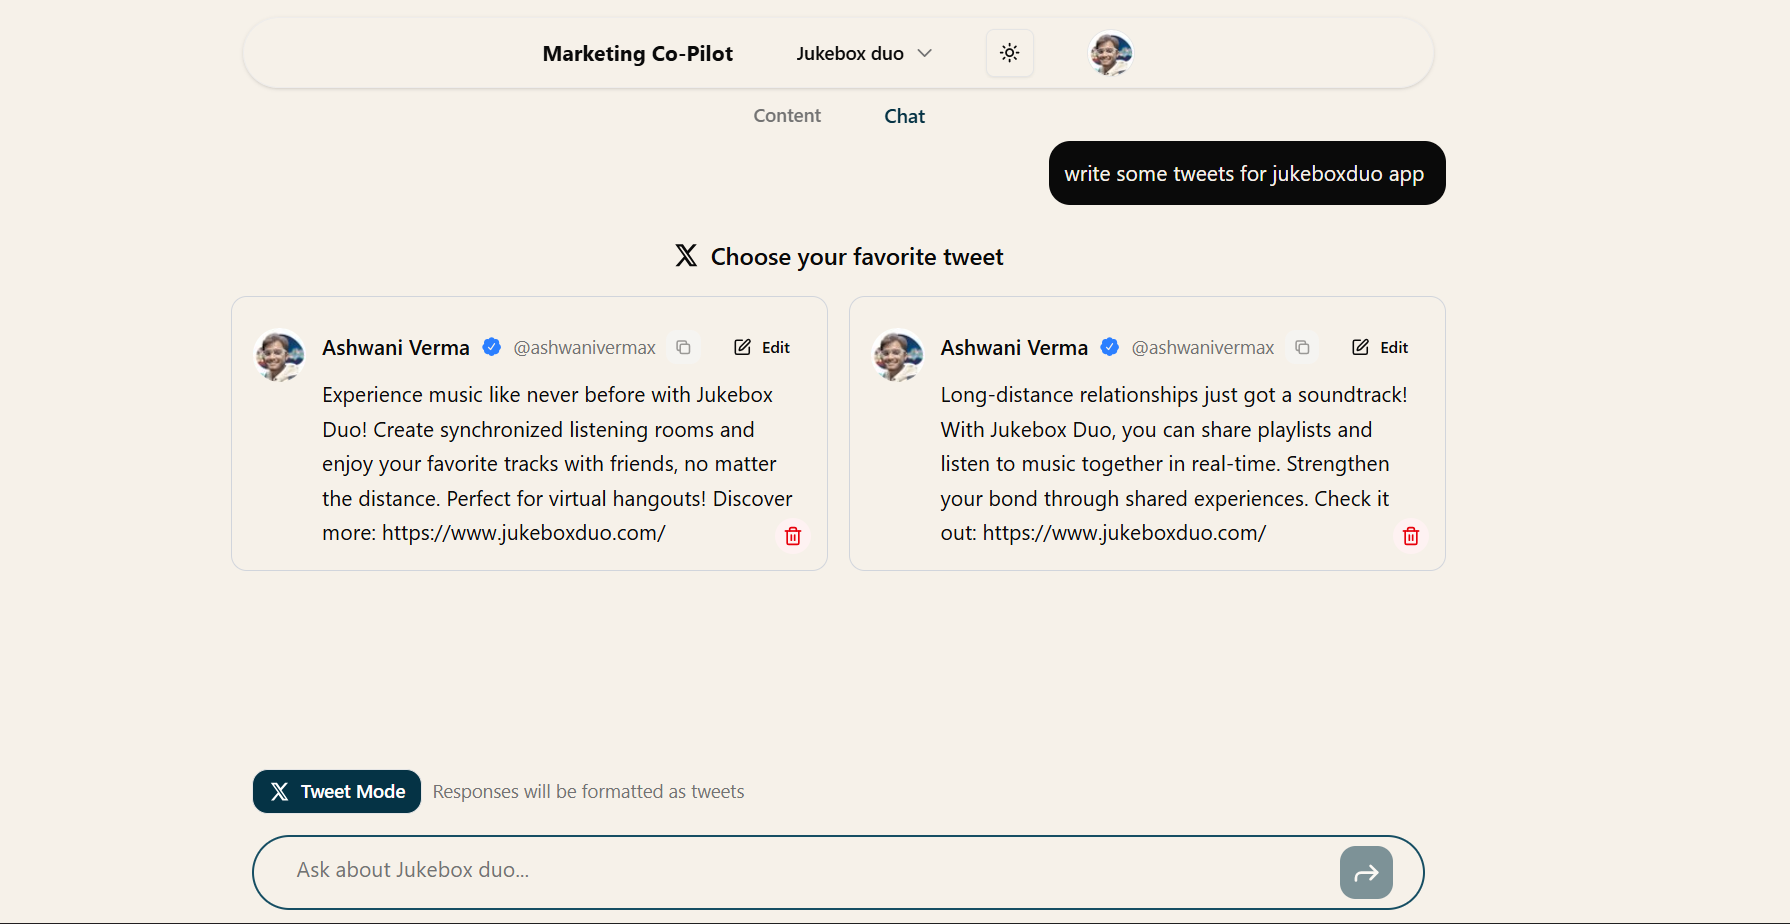 Marketing Co-Pilot
Jukebox duo
Content
Chat
write some tweets for jukeboxduo app
Choose your favorite tweet
Ashwani Verma @ashwanivermax Edit
Experience music like never before with Jukebox
Duo! Create synchronized listening rooms and
enjoy your favorite tracks with friends, no matter
the distance. Perfect for virtual hangouts! Discover
more: https://www.jukeboxduo.com/
Ashwani Verma @ashwanivermax Edit
Long-distance relationships just got a soundtrack!
With Jukebox Duo, you can share playlists and
listen to music together in real-time. Strengthen
your bond through shared experiences. Check it
out: https://www.jukeboxduo.com/
Tweet Mode
Responses will be formatted as tweets
Ask about Jukebox duo...